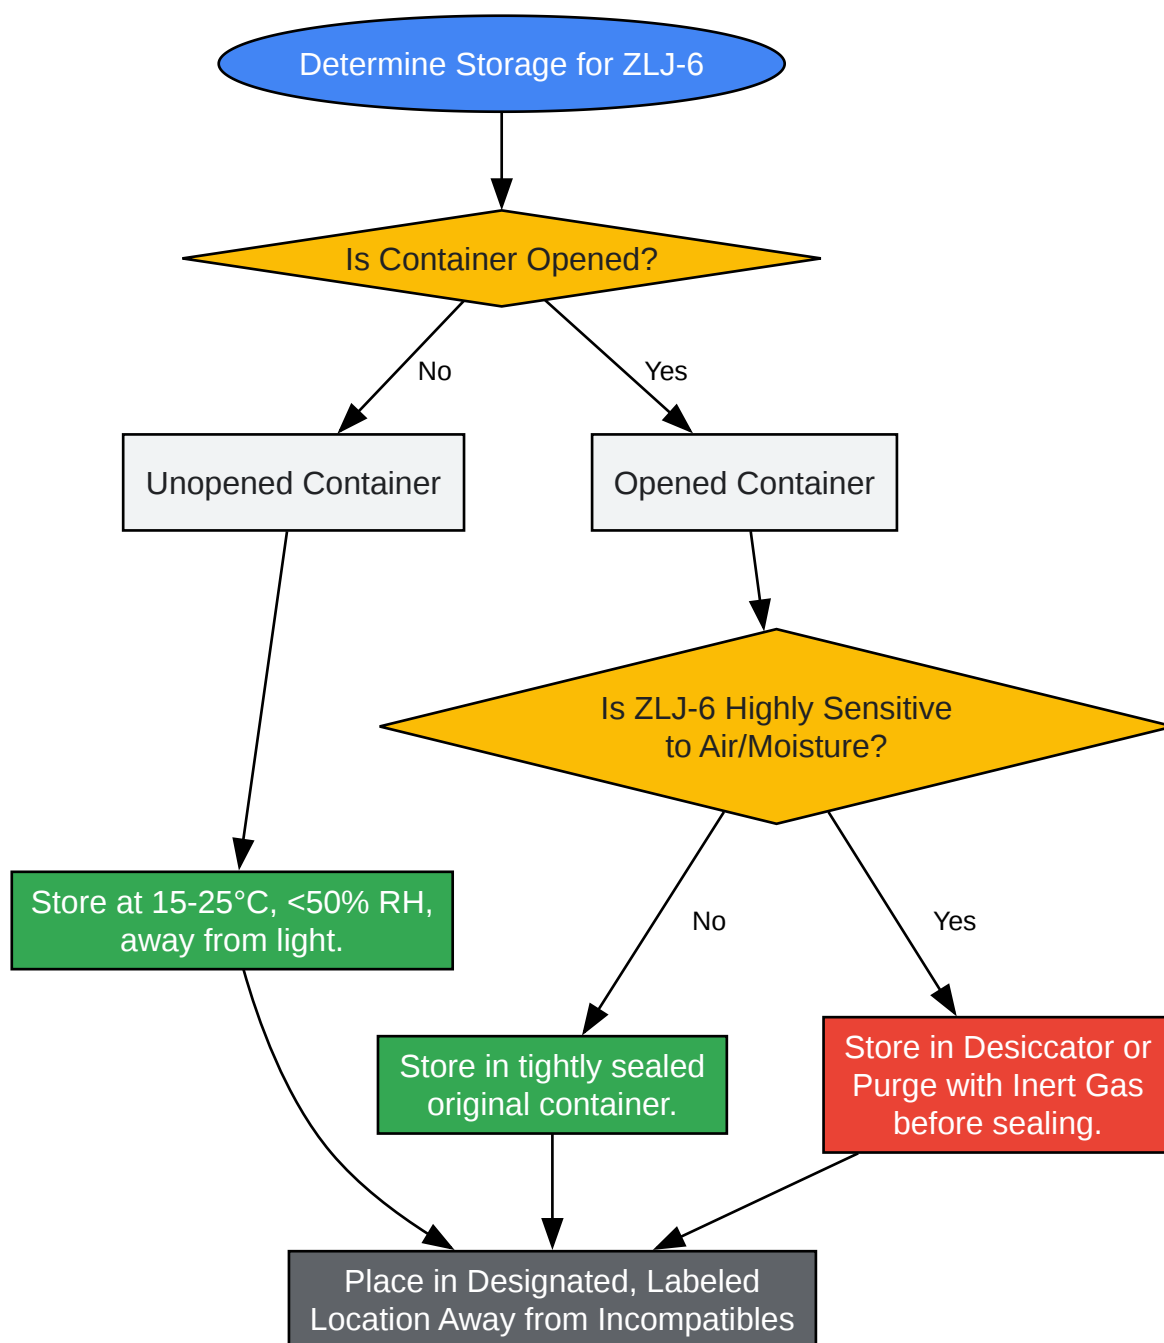 Determine Storage for ZLJ-6
Is Container Opened?
No
Yes
Unopened Container
Opened Container
Is ZLJ-6 Highly Sensitive
to Air/Moisture?
Store at 15-25°C, <50% RH,
away from light.
No
Yes
Store in tightly sealed
original container.
Store in Desiccator or
Purge with Inert Gas
before sealing.
Place in Designated, Labeled
Location Away from Incompatibles